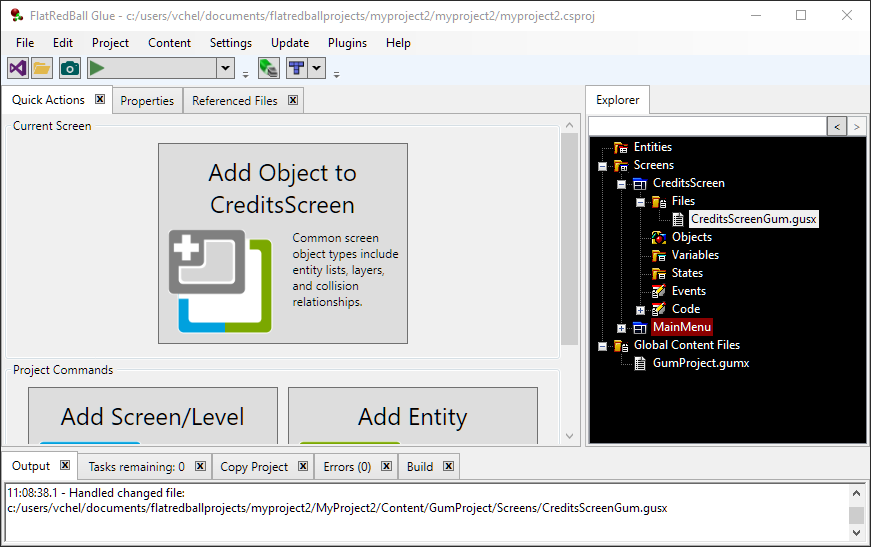 FlatRedBall Glue - c:/users/vchel/documents/flatredballprojects/myproject2/myproject2/myproject2.csproj
File Edit Project Content Settings Update Plugins Help
Quick Actions Properties Referenced Files
Current Screen
Add Object to
CreditsScreen
Common screen
object types include
entity lists, layers,
and collision
relationships.
Project Commands
Add Screen/Level Add Entity
Explorer
< >
Entities
Screens
CreditsScreen
Files
CreditsScreenGum.gusx
Objects
Variables
States
Events
Code
MainMenu
Global Content Files
GumProject.gumx
Output Tasks remaining: 0 Copy Project Errors (0) Build
11:08:38.1 - Handled changed file:
c:/users/vchel/documents/flatredballprojects/myproject2/MyProject2/Content/GumProject/Screens/CreditsScreenGum.gusx